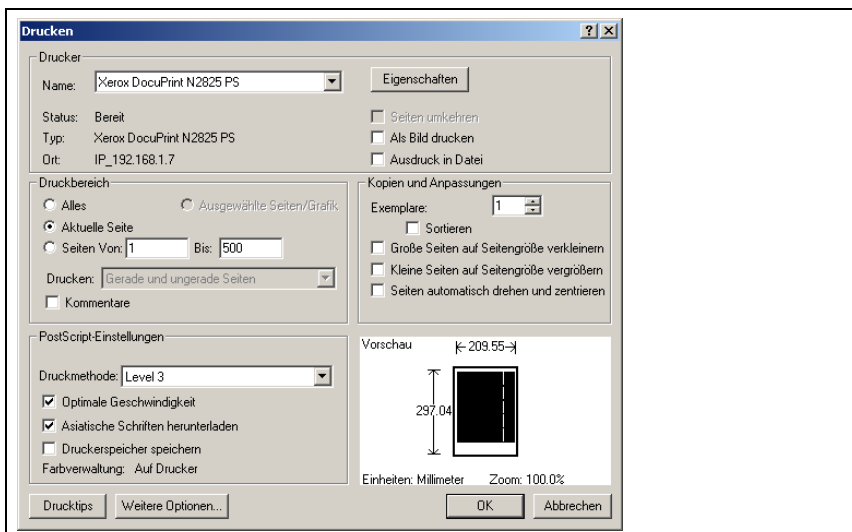 Drucken
Drucker
Name: Xerox DocuPrint N2825 PS
Eigenschaften
Status: Bereit
Seiten umkehren
Typ: Xerox DocuPrint N2825 PS
Als Bild drucken
Ort: IP_192.168.1.7
Ausdruck in Datei
Druckbereich
Alles
Ausgewählte Seiten/Grafik
Aktuelle Seite
Seiten Von: 1 Bis: 500
Drucken: Gerade und ungerade Seiten
Kommentare
Kopien und Anpassungen
Exemplare: 1
Sortieren
Große Seiten auf Seitengröße verkleinern
Kleine Seiten auf Seitengröße vergrößern
Seiten automatisch drehen und zentrieren
PostScript-Einstellungen
Druckmethode: Level 3
Optimale Geschwindigkeit
Asiatische Schriften herunterladen
Druckerspeicher speichern
Farbverwaltung: Auf Drucker
Vorschau
209.55
297.04
Einheiten: Millimeter Zoom: 100.0%
Drucktips
Weitere Optionen...
OK
Abbrechen